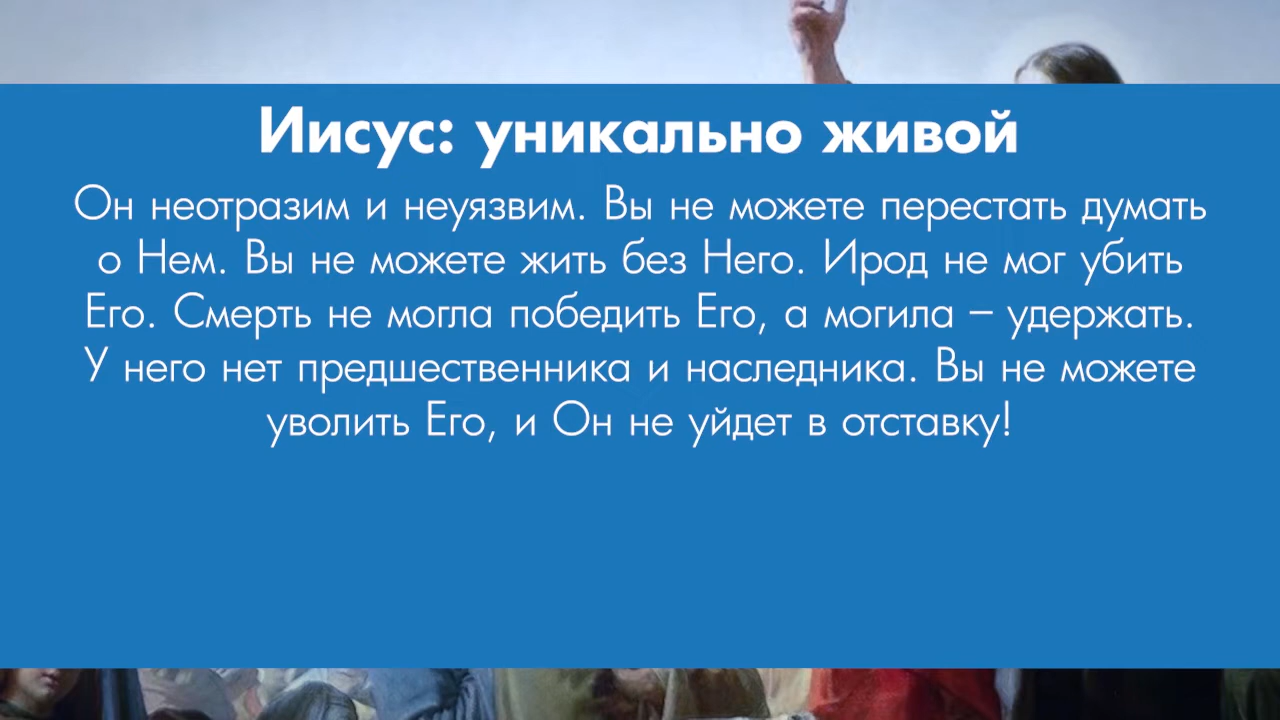 Иисус: уникально живой
Он неотразим и неуязвим. Вы не можете перестать думать
о Нем. Вы не можете жить без Него. Ирод не мог убить
Его. Смерть не могла победить Его, а могила – удержать.
У него нет предшественника и наследника. Вы не можете
уволить Его, и Он не уйдет в отставку!